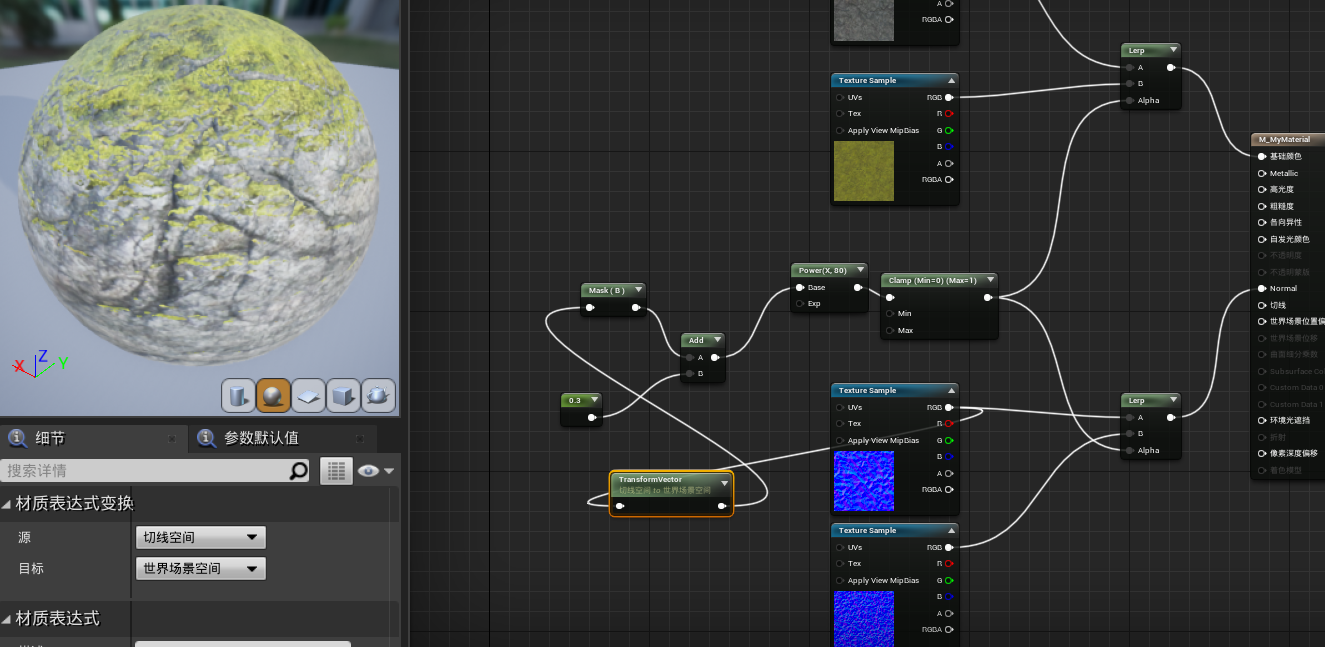 A
RGBA
Lerp
A
B
Alpha
Texture Sample
UVs
RGB
Tex
R
Apply View MipBias
G
B
A
RGBA
M_MyMaterial
基础颜色
Metallic
高光度
粗糙度
各向异性
自发光颜色
不透明度
不透明蒙版
Normal
切线
世界场景位置偏
世界场景位移
曲面细分乘数
Subsurface Co
Custom Data 0
Custom Data 1
环境光遮挡
折射
像素深度偏移
着色模型
Power(X, 80)
Base
Exp
Clamp (Min=0) (Max=1)
Min
Max
Mask ( B )
Add
A
B
0.3
Texture Sample
UVs
RGB
Tex
R
Apply View MipBias
G
B
A
RGBA
Lerp
A
B
Alpha
TransformVector
切线空间 to 世界场景空间
Texture Sample
UVs
RGB
Tex
R
Apply View MipBias
G
B
A
RGBA
X
Z
Y
细节
参数默认值
搜索详情
材质表达式变换
源
切线空间
目标
世界场景空间
材质表达式